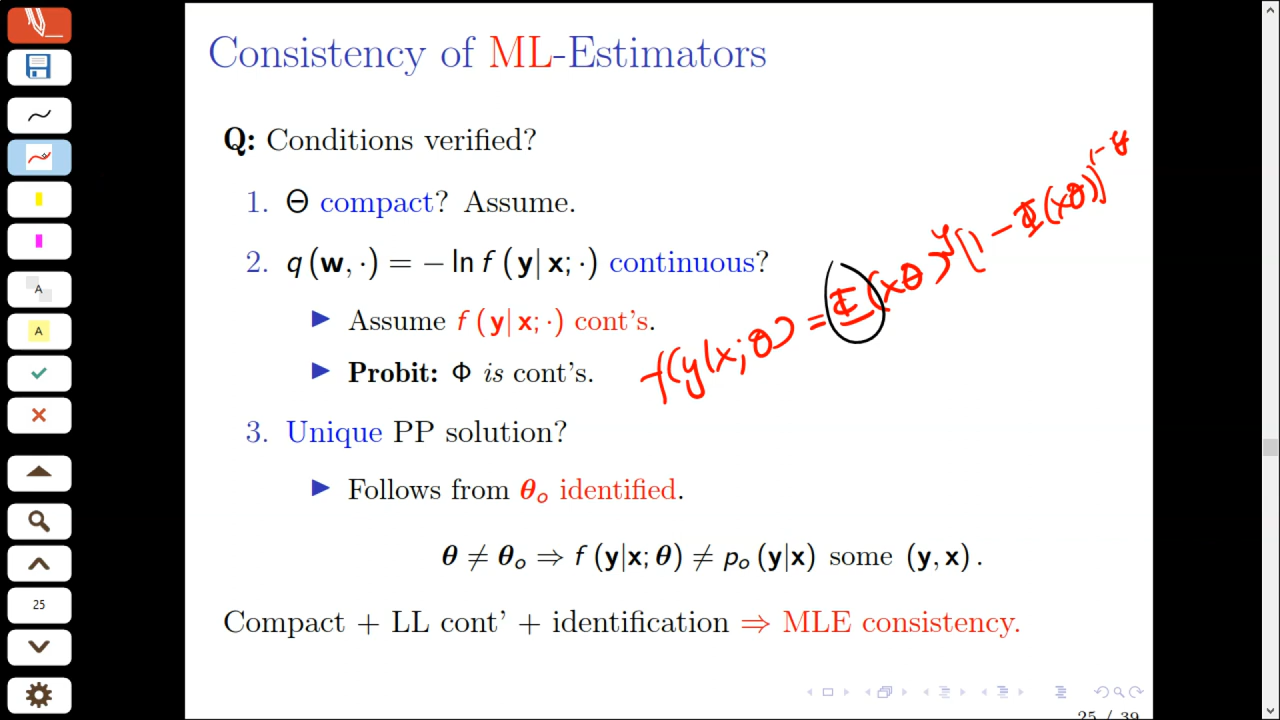 Consistency of ML-Estimators
Q: Conditions verified?
1. Θ compact? Assume.
2. q(w, ·) = − ln f(y| x; ·) continuous?
▶ Assume f(y| x; ·) cont's.
▶ Probit: Φ is cont's.
f(y|x; θ) = Φ(xθ)^y [1 − Φ(xθ)]^{1-y}
3. Unique PP solution?
▶ Follows from θₒ identified.
θ ≠ θₒ ⇒ f(y|x; θ) ≠ pₒ(y|x) some (y, x).
Compact + LL cont' + identification ⇒ MLE consistency.
25 / 39
A
A
25